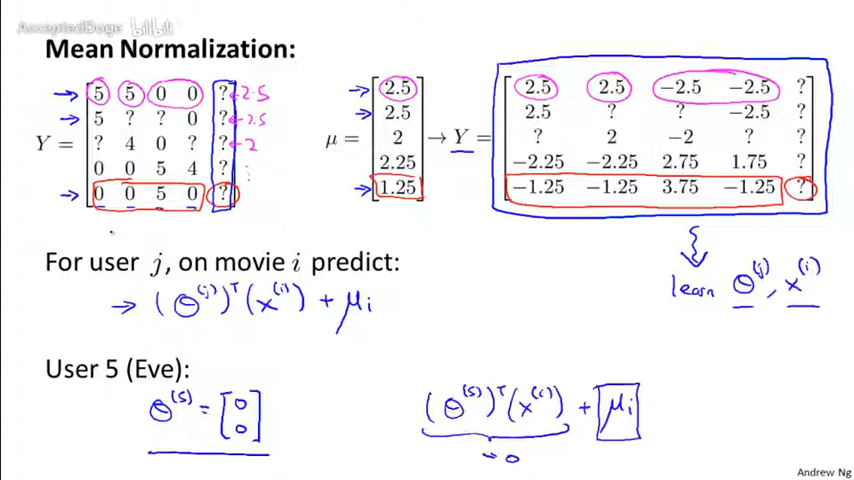 AcceptedDoge bilibili
Mean Normalization:
Y = [5 5 0 0 ? ← 2.5
5 ? ? 0 ? ← 2.5
? 4 0 ? ? ← 2
0 0 5 4 ? ⋮
0 0 5 0 ?]
μ = [2.5
2.5
2
2.25
1.25]
→ Y = [2.5 2.5 −2.5 −2.5 ?
2.5 ? ? −2.5 ?
? 2 −2 ? ?
−2.25 −2.25 2.75 1.75 ?
−1.25 −1.25 3.75 −1.25 ?]
For user j, on movie i predict:
→ (Θ^(j))^T (x^(i)) + μ_i
learn Θ^(j), x^(i)
User 5 (Eve):
Θ^(5) = [0
0]
(Θ^(5))^T (x^(i)) + μ_i
→ 0
Andrew Ng